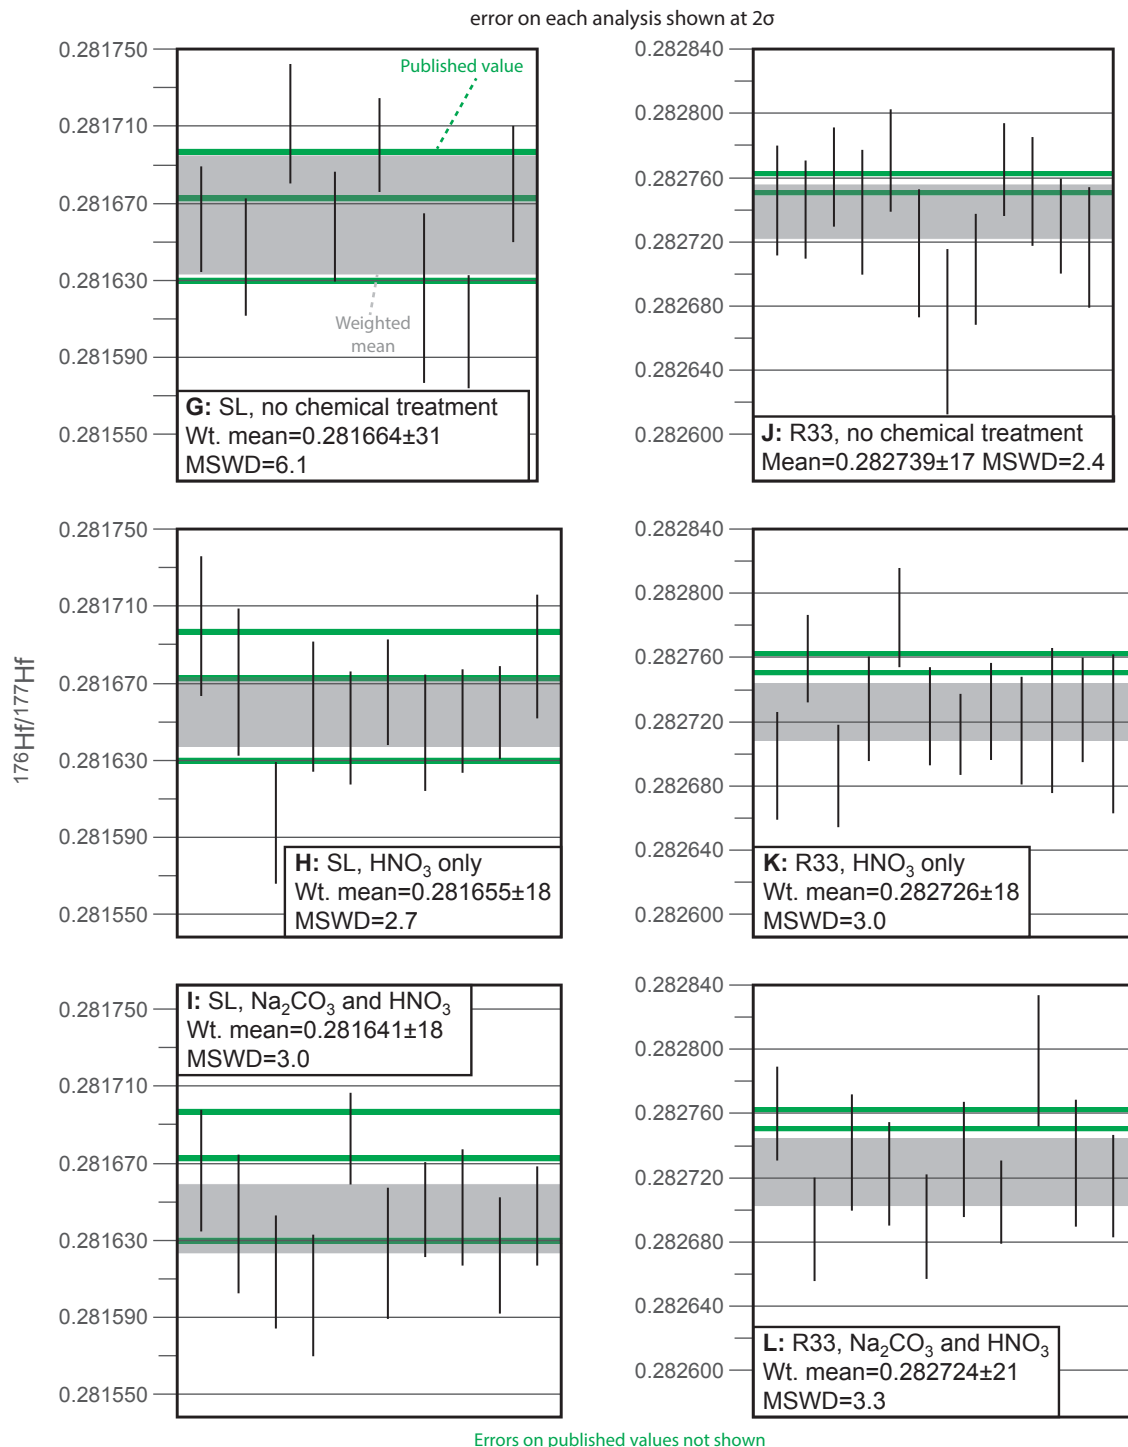 error on each analysis shown at 2σ
0.281750
0.281710
0.281670
0.281630
0.281590
0.281550
Published value
Weighted
mean
G: SL, no chemical treatment
Wt. mean=0.281664±31
MSWD=6.1
0.282840
0.282800
0.282760
0.282720
0.282680
0.282640
0.282600
J: R33, no chemical treatment
Mean=0.282739±17 MSWD=2.4
¹⁷⁶Hf/¹⁷⁷Hf
0.281750
0.281710
0.281670
0.281630
0.281590
0.281550
H: SL, HNO₃ only
Wt. mean=0.281655±18
MSWD=2.7
0.282840
0.282800
0.282760
0.282720
0.282680
0.282640
0.282600
K: R33, HNO₃ only
Wt. mean=0.282726±18
MSWD=3.0
0.281750
0.281710
0.281670
0.281630
0.281590
0.281550
I: SL, Na₂CO₃ and HNO₃
Wt. mean=0.281641±18
MSWD=3.0
0.282840
0.282800
0.282760
0.282720
0.282680
0.282640
0.282600
L: R33, Na₂CO₃ and HNO₃
Wt. mean=0.282724±21
MSWD=3.3
Errors on published values not shown